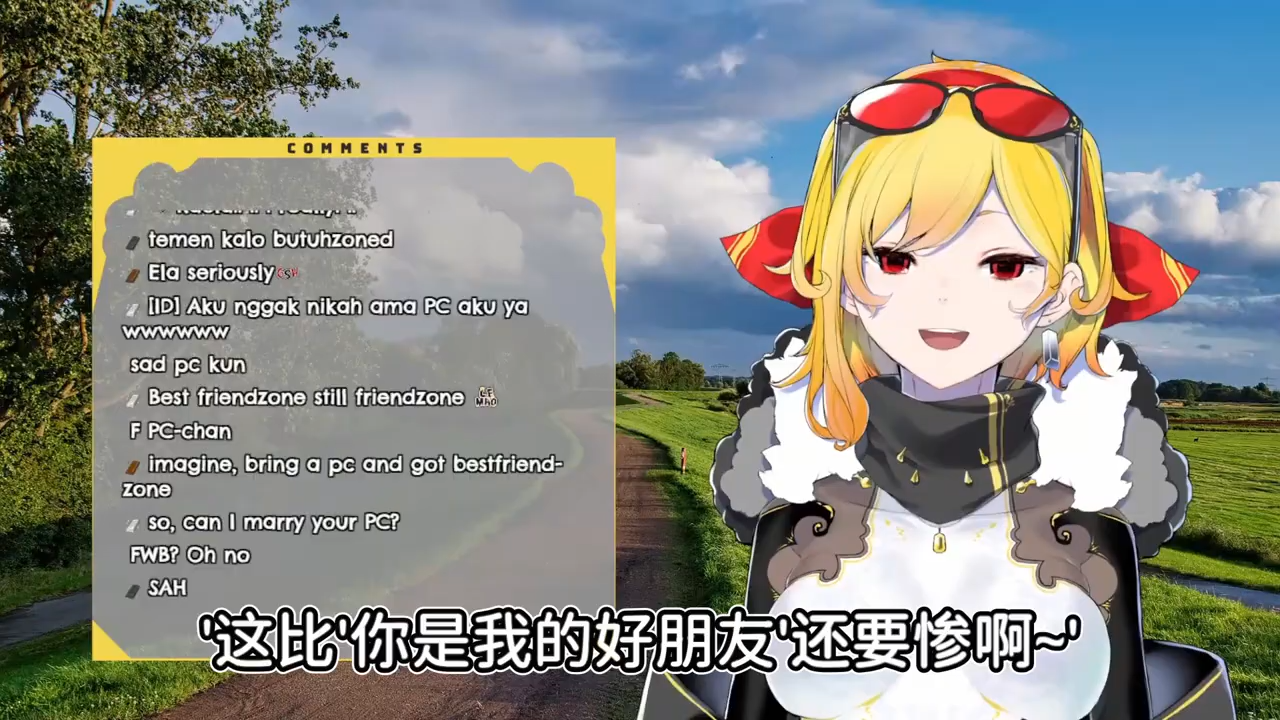 COMMENTS
temen kalo butuhzoned
Ela seriously
[ID] Aku nggak nikah ama PC aku ya
wwwwww
sad pc kun
Best friendzone still friendzone
F PC-chan
imagine, bring a pc and got bestfriend-
zone
so, can I marry your PC?
FWB? Oh no
SAH
'这比'你是我的好朋友'还要惨啊~'